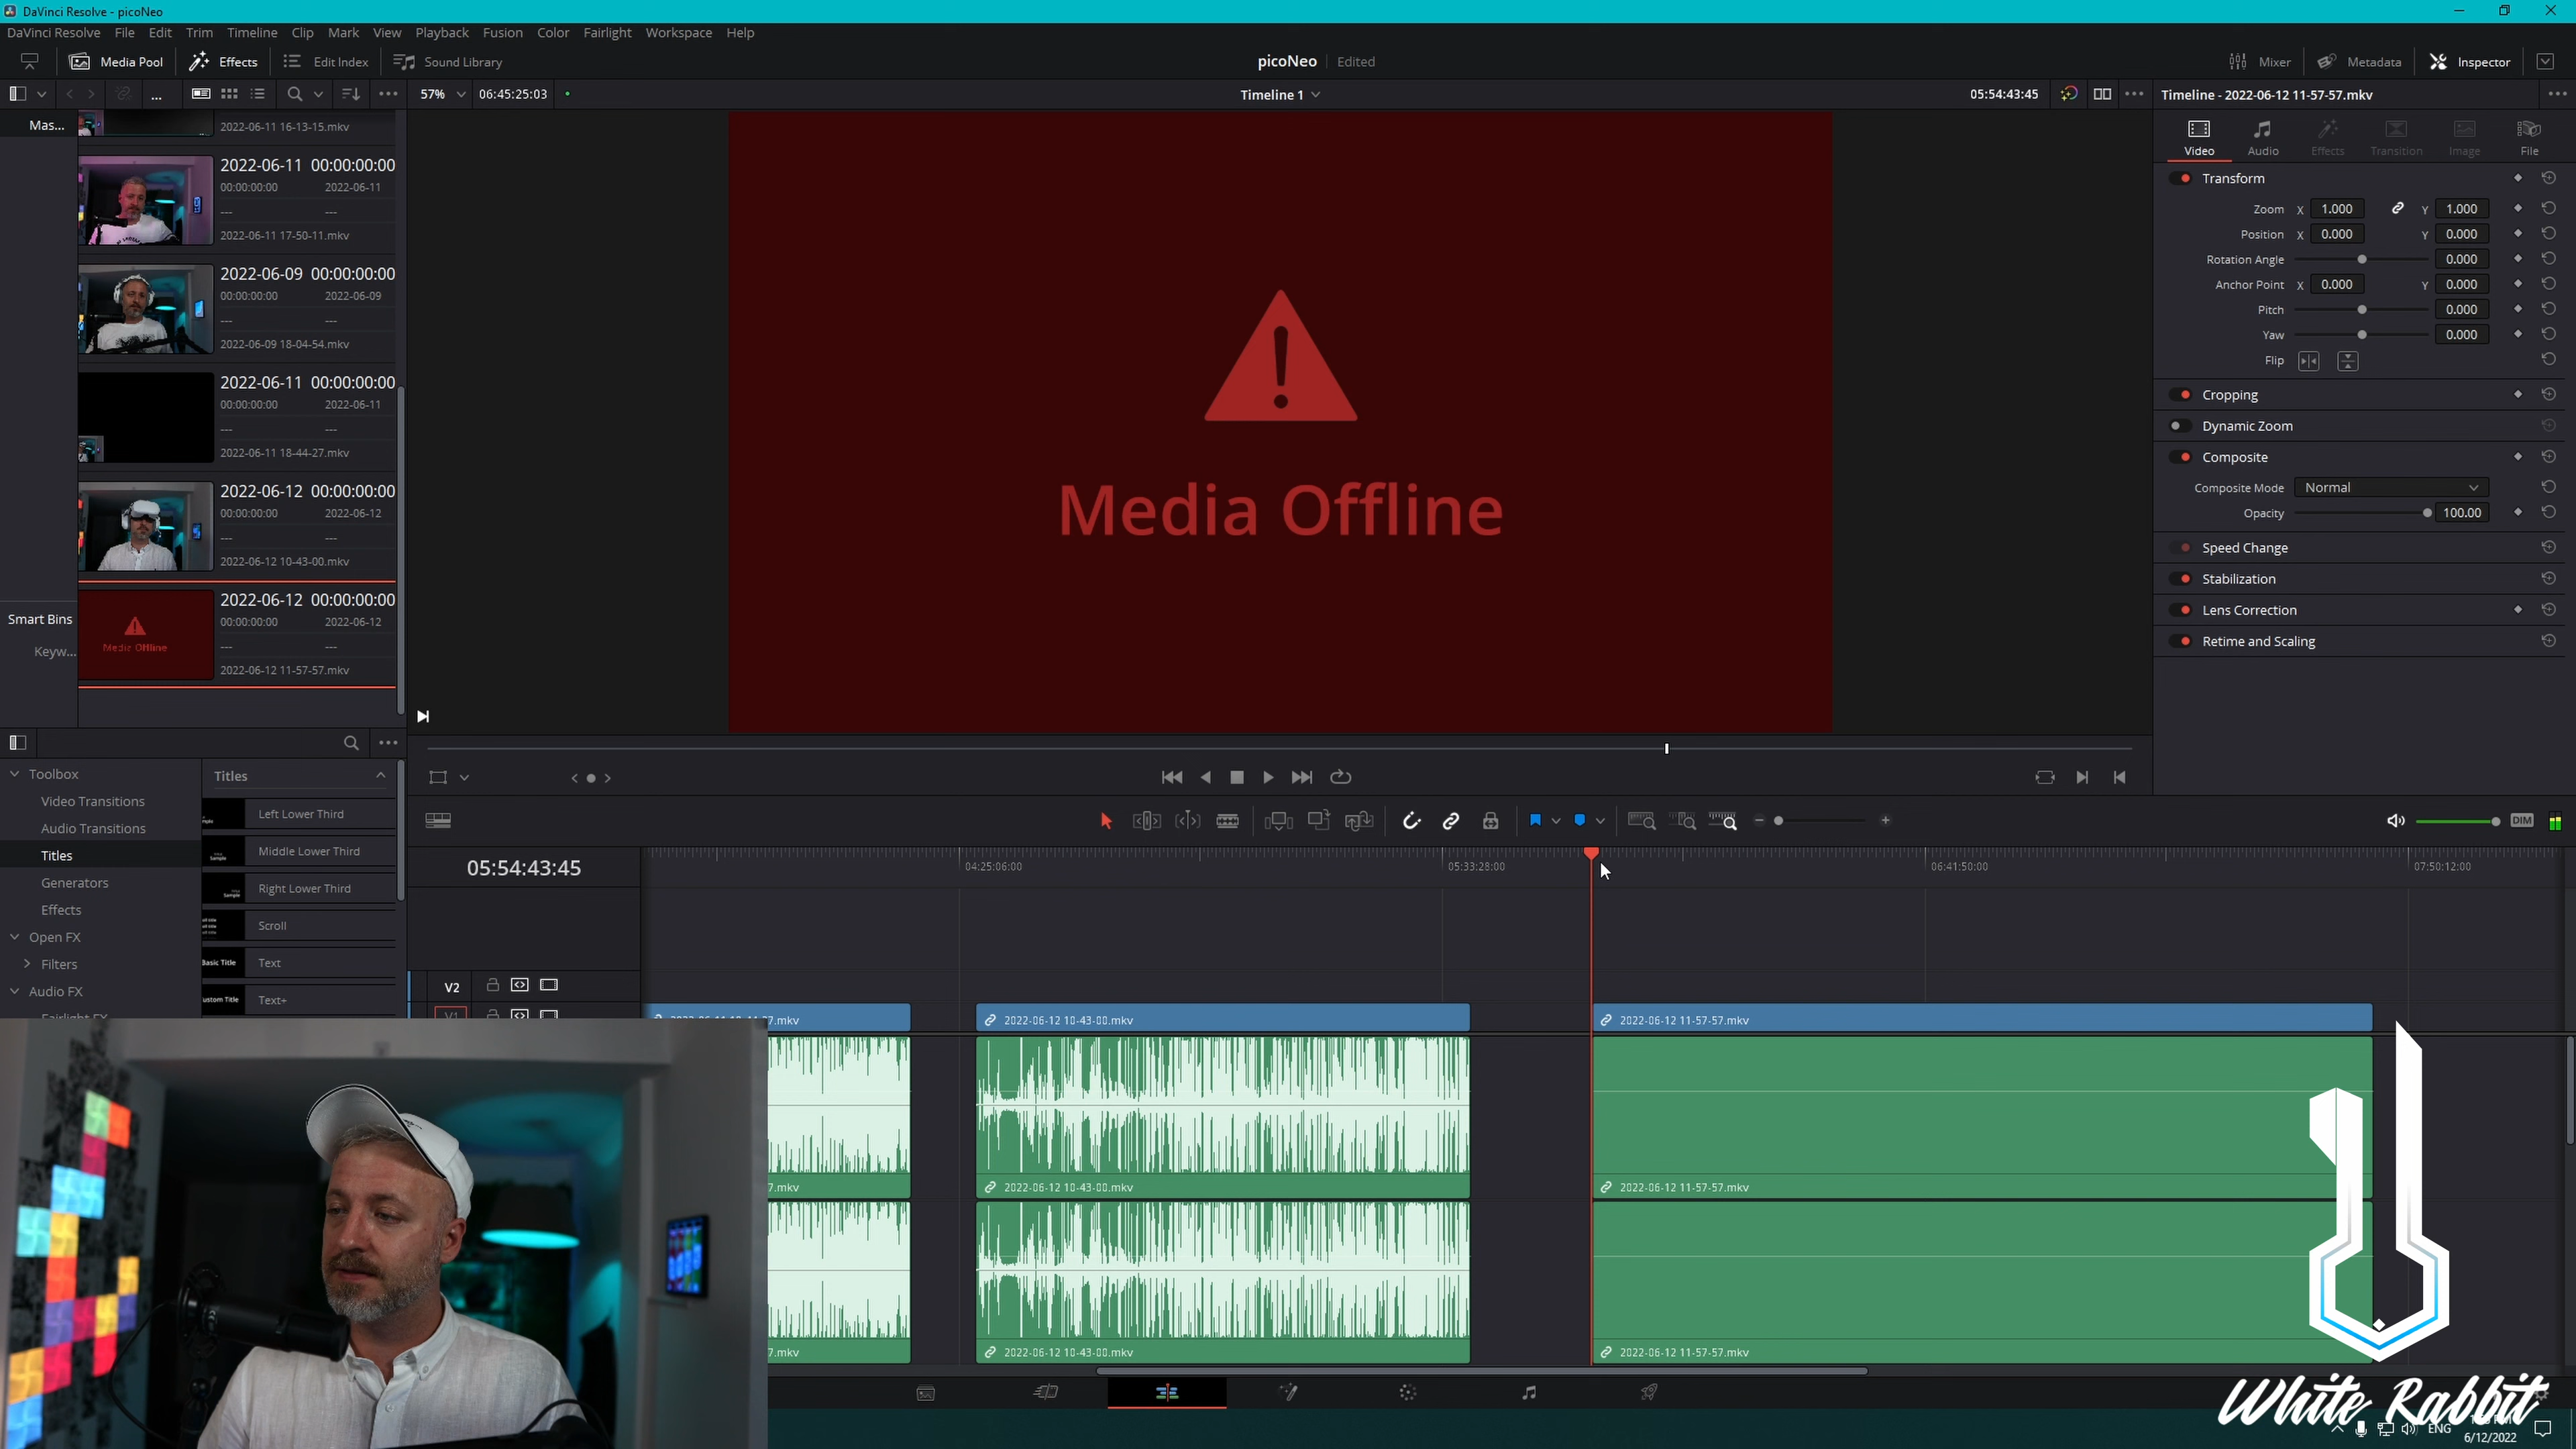 DaVinci Resolve - picoNeo
DaVinci Resolve File Edit Trim Timeline Clip Mark View Playback Fusion Color Fairlight Workspace Help
Media Pool Effects Edit Index Sound Library
picoNeo Edited
Mixer Metadata Inspector
57% 06:45:25:03
Timeline 1
05:54:43:45
Timeline - 2022-06-12 11-57-57.mkv
Mas...
2022-06-11 16-13-15.mkv
2022-06-11 00:00:00:00
00:00:00:00 2022-06-11
--- ---
2022-06-11 17-50-11.mkv
2022-06-09 00:00:00:00
00:00:00:00 2022-06-09
--- ---
2022-06-09 18-04-54.mkv
2022-06-11 00:00:00:00
00:00:00:00 2022-06-11
--- ---
2022-06-11 18-44-27.mkv
2022-06-12 00:00:00:00
00:00:00:00 2022-06-12
--- ---
2022-06-12 10-43-00.mkv
Smart Bins
Keyw...
Media Offline
2022-06-12 00:00:00:00
00:00:00:00 2022-06-12
--- ---
2022-06-12 11-57-57.mkv
Media Offline
Video Audio Effects Transition Image File
Transform
Zoom X 1.000 Y 1.000
Position X 0.000 Y 0.000
Rotation Angle 0.000
Anchor Point X 0.000 Y 0.000
Pitch 0.000
Yaw 0.000
Flip
Cropping
Dynamic Zoom
Composite
Composite Mode Normal
Opacity 100.00
Speed Change
Stabilization
Lens Correction
Retime and Scaling
Toolbox
Video Transitions
Audio Transitions
Titles
Generators
Effects
Open FX
Filters
Audio FX
Fairlight FX
Titles
Left Lower Third
Middle Lower Third
Right Lower Third
Scroll
Basic Title Text
ustom Title Text+
DIM
05:54:43:45
04:25:06:00 05:33:28:00 06:41:50:00 07:50:12:00
V2
V1
7.mkv
2022-06-12 10-43-00.mkv
2022-06-12 11-57-57.mkv
7.mkv
2022-06-12 10-43-00.mkv
2022-06-12 11-57-57.mkv
7.mkv
2022-06-12 10-43-00.mkv
2022-06-12 11-57-57.mkv
White Rabbit
ENG
6/12/2022